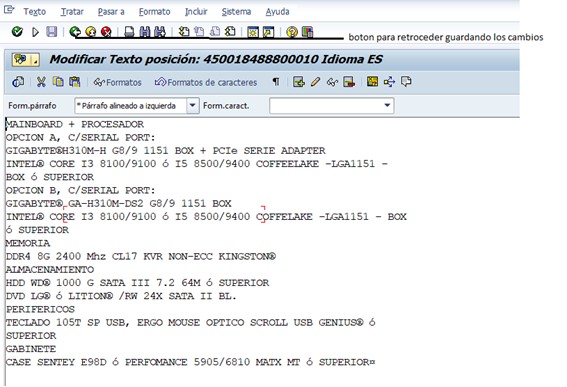 Texto Tratar Pasar a Formato Incluir Sistema Ayuda
boton para retroceder guardando los cambios
Modificar Texto posición: 450018488800010 Idioma ES
Formatos Formatos de caracteres
Form.párrafo * Párrafo alineado a izquierda Form.caract.
MAINBOARD + PROCESADOR
OPCION A, C/SERIAL PORT:
GIGABYTE®H310M-H G8/9 1151 BOX + PCIe SERIE ADAPTER
INTEL® CORE I3 8100/9100 ó I5 8500/9400 COFFEELAKE -LGA1151 -
BOX ó SUPERIOR
OPCION B, C/SERIAL PORT:
GIGABYTE® GA-H310M-DS2 G8/9 1151 BOX
INTEL® CORE I3 8100/9100 ó I5 8500/9400 COFFELAKE -LGA1151 - BOX
ó SUPERIOR
MEMORIA
DDR4 8G 2400 Mhz CL17 KVR NON-ECC KINGSTON®
ALMACENAMIENTO
HDD WD® 1000 G SATA III 7.2 64M ó SUPERIOR
DVD LG® ó LITION® /RW 24X SATA II BL.
PERIFERICOS
TECLADO 105T SP USB, ERGO MOUSE OPTICO SCROLL USB GENIUS® ó
SUPERIOR
GABINETE
CASE SENTEY E98D ó PERFOMANCE 5905/6810 MATX MT ó SUPERIOR¤